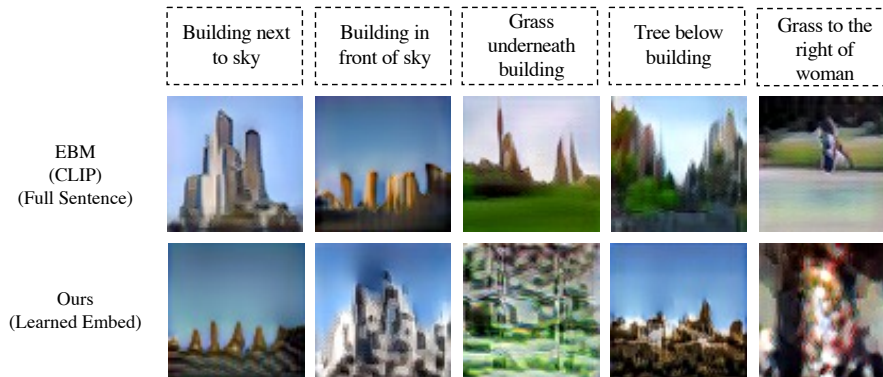 Building next
to sky
Building in
front of sky
Grass
underneath
building
Tree below
building
Grass to the
right of
woman
EBM
(CLIP)
(Full Sentence)
Ours
(Learned Embed)